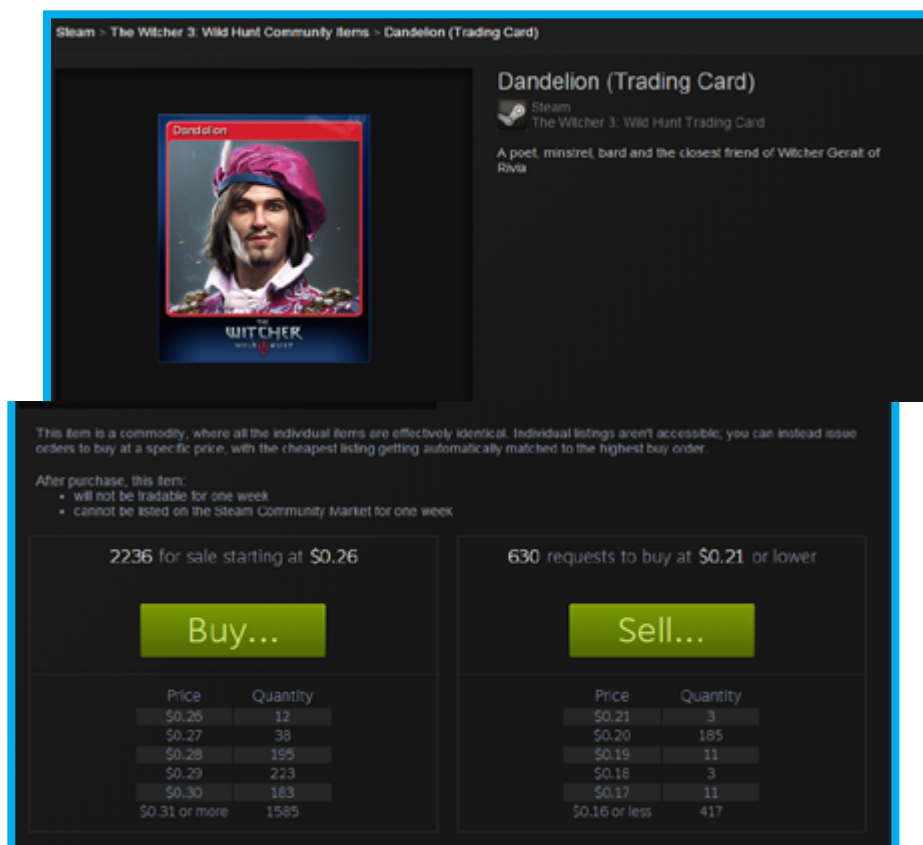 Steam > The Witcher 3: Wild Hunt Community Items > Dandelion (Trading Card)
Dandelion (Trading Card)
Steam
The Witcher 3: Wild Hunt Trading Card
A poet, minstrel, bard and the closest friend of Witcher Geralt of
Rivia
Dandelion
THE
WITCHER
WILD HUNT
This item is a commodity, where all the individual items are effectively identical. Individual listings aren't accessible; you can instead issue
orders to buy at a specific price, with the cheapest listing getting automatically matched to the highest buy order.
After purchase, this item:
• will not be tradable for one week
• cannot be listed on the Steam Community Market for one week
2236 for sale starting at $0.26
Buy...
Price Quantity
$0.26 12
$0.27 38
$0.28 195
$0.29 223
$0.30 183
$0.31 or more 1585
630 requests to buy at $0.21 or lower
Sell...
Price Quantity
$0.21 3
$0.20 185
$0.19 11
$0.18 3
$0.17 11
$0.16 or less 417